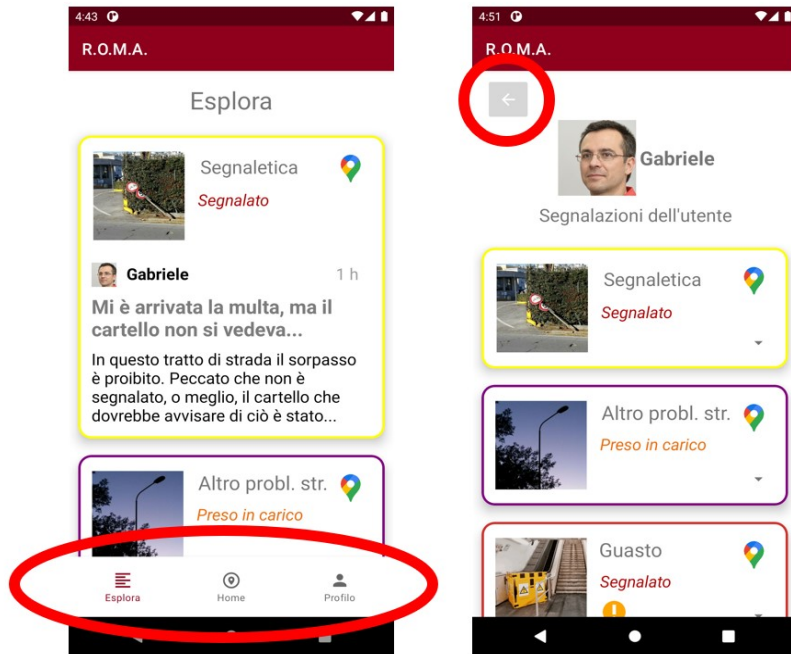 4:43
R.O.M.A.
Esplora
Segnaletica
Segnalato
Gabriele
1 h
Mi è arrivata la multa, ma il
cartello non si vedeva...
In questo tratto di strada il sorpasso
è proibito. Peccato che non è
segnalato, o meglio, il cartello che
dovrebbe avvisare di ciò è stato...
Altro probl. str.
Preso in carico
Esplora
Home
Profilo
4:51
R.O.M.A.
Gabriele
Segnalazioni dell'utente
Segnaletica
Segnalato
Altro probl. str.
Preso in carico
Guasto
Segnalato